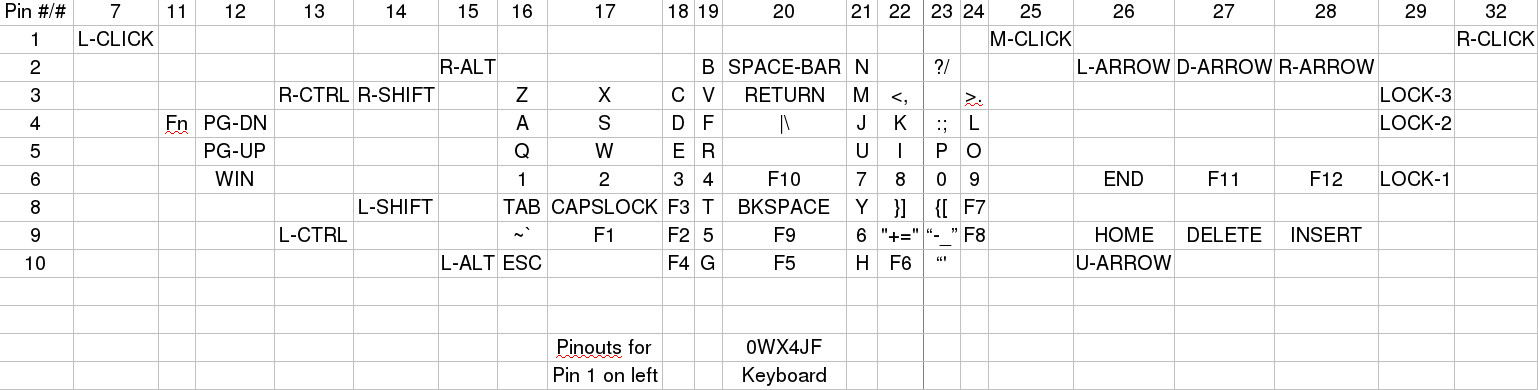 Pin #/# 7 11 12 13 14 15 16 17 18 19 20 21 22 23 24 25 26 27 28 29 32
1 L-CLICK M-CLICK R-CLICK
2 R-ALT B SPACE-BAR N ?/ L-ARROW D-ARROW R-ARROW
3 R-CTRL R-SHIFT Z X C V RETURN M <, >. LOCK-3
4 Fn PG-DN A S D F |\ J K :; L LOCK-2
5 PG-UP Q W E R U I P O
6 WIN 1 2 3 4 F10 7 8 0 9 END F11 F12 LOCK-1
8 L-SHIFT TAB CAPSLOCK F3 T BKSPACE Y }] {[ F7
9 L-CTRL ~` F1 F2 5 F9 6 "+=" “-_” F8 HOME DELETE INSERT
10 L-ALT ESC F4 G F5 H F6 “' U-ARROW
Pinouts for 0WX4JF
Pin 1 on left Keyboard